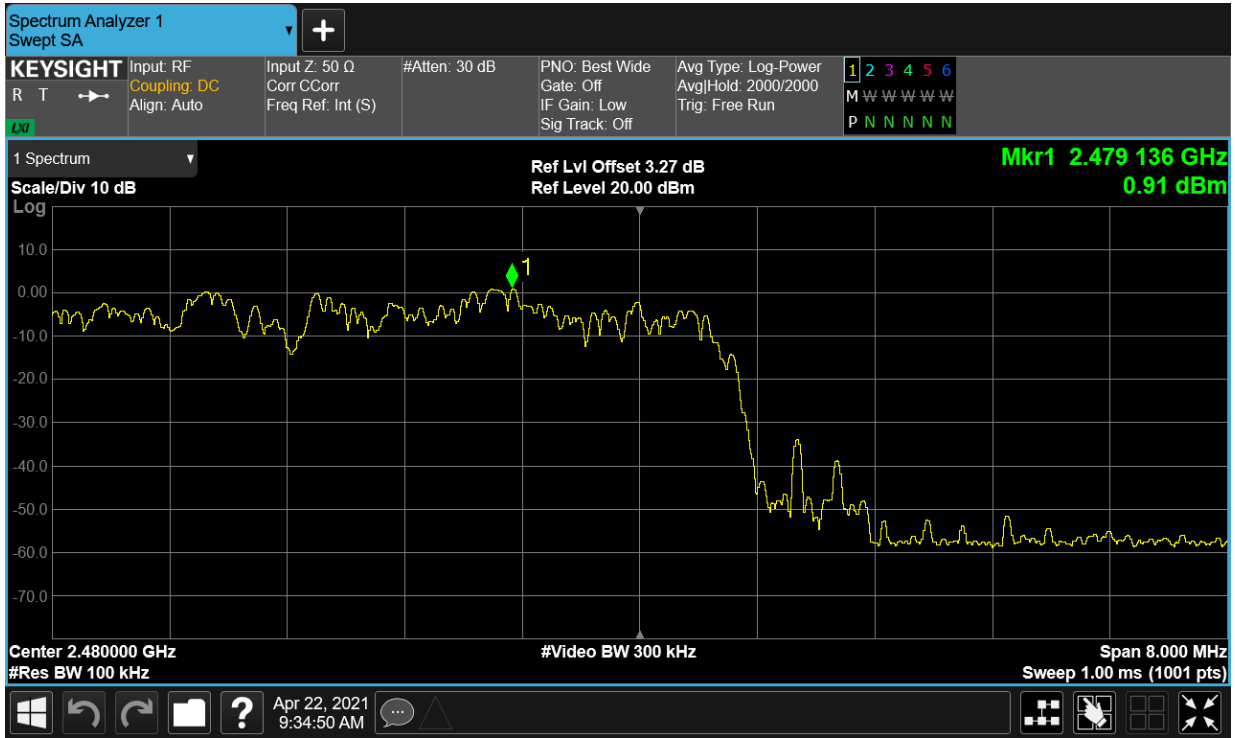 Spectrum Analyzer 1
Swept SA
KEYSIGHT
R T
LXI
Input: RF
Coupling: DC
Align: Auto
Input Z: 50 Ω
Corr CCorr
Freq Ref: Int (S)
#Atten: 30 dB
PNO: Best Wide
Gate: Off
IF Gain: Low
Sig Track: Off
Avg Type: Log-Power
Avg|Hold: 2000/2000
Trig: Free Run
1 2 3 4 5 6
M W W W W W
P N N N N N
1 Spectrum
Scale/Div 10 dB
Log
Ref Lvl Offset 3.27 dB
Ref Level 20.00 dBm
Mkr1 2.479 136 GHz
0.91 dBm
10.0
1
0.00
-10.0
-20.0
-30.0
-40.0
-50.0
-60.0
-70.0
Center 2.480000 GHz
#Res BW 100 kHz
#Video BW 300 kHz
Span 8.000 MHz
Sweep 1.00 ms (1001 pts)
?
Apr 22, 2021
9:34:50 AM